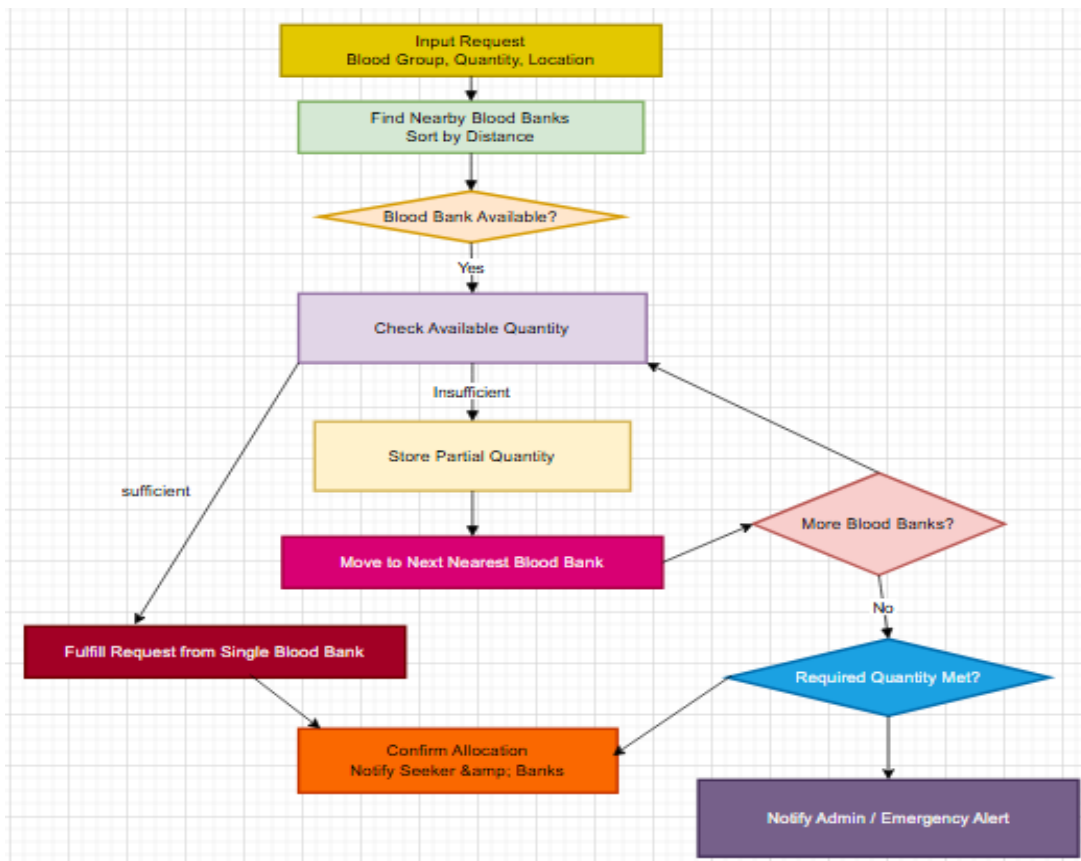 Input Request
Blood Group, Quantity, Location
Find Nearby Blood Banks
Sort by Distance
Blood Bank Available?
Yes
Check Available Quantity
Insufficient
Store Partial Quantity
sufficient
More Blood Banks?
Move to Next Nearest Blood Bank
No
Fulfill Request from Single Blood Bank
Required Quantity Met?
Confirm Allocation
Notify Seeker &amp; Banks
Notify Admin / Emergency Alert